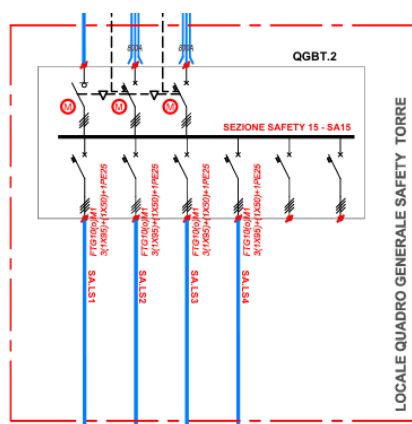 800A
800A
QGBT.2
M
M
M
SEZIONE SAFETY 15 - SA15
FTG10(o)M1
3(1X95)+(1X50)+1PE25
FTG10(o)M1
3(1X95)+(1X50)+1PE25
FTG10(o)M1
3(1X95)+(1X50)+1PE25
FTG10(o)M1
3(1X95)+(1X50)+1PE25
SA.LS1
SA.LS2
SA.LS3
SA.LS4
LOCALE QUADRO GENERALE SAFETY TORRE